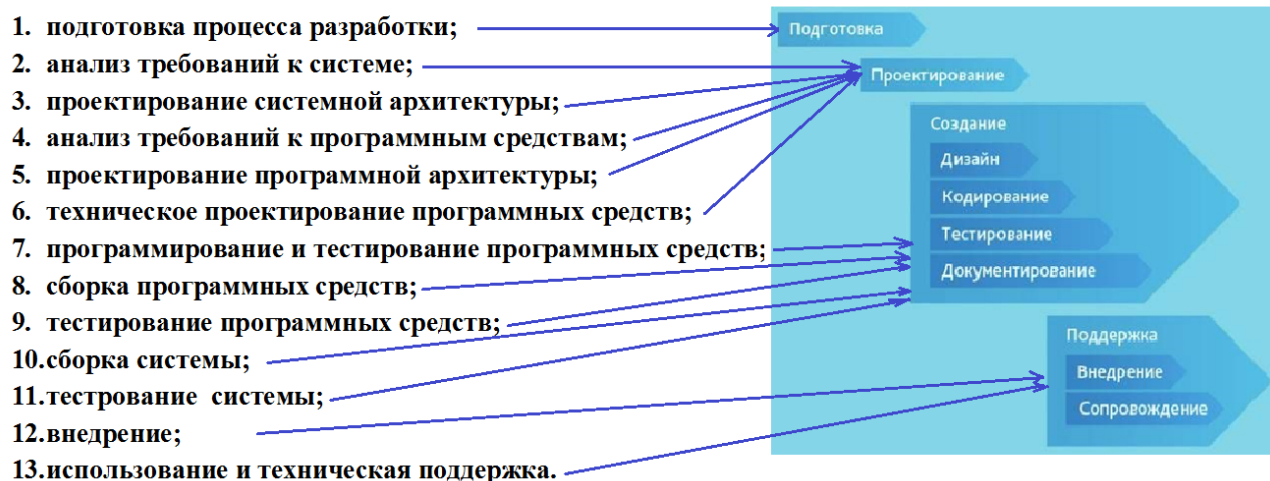 1. подготовка процесса разработки;
2. анализ требований к системе;
3. проектирование системной архитектуры;
4. анализ требований к программным средствам;
5. проектирование программной архитектуры;
6. техническое проектирование программных средств;
7. программирование и тестирование программных средств;
8. сборка программных средств;
9. тестирование программных средств;
10.сборка системы;
11.тестрование системы;
12.внедрение;
13.использование и техническая поддержка.
Подготовка
Проектирование
Создание
Дизайн
Кодирование
Тестирование
Документирование
Поддержка
Внедрение
Сопровождение